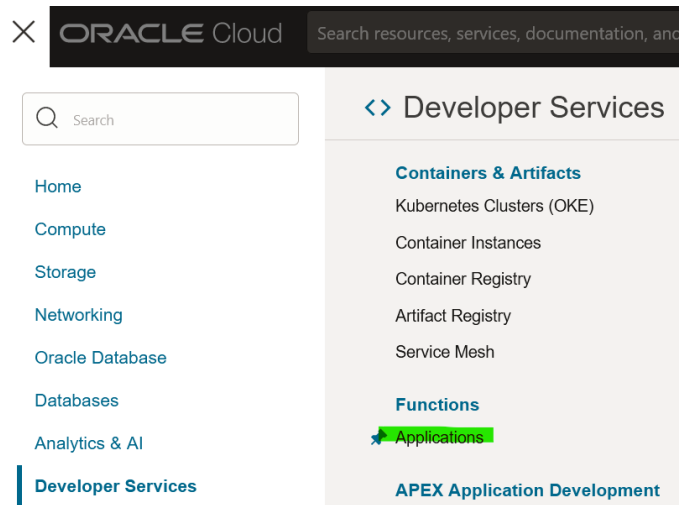 ORACLE Cloud
Search resources, services, documentation, and
Search
Home
Compute
Storage
Networking
Oracle Database
Databases
Analytics & AI
Developer Services
Developer Services
Containers & Artifacts
Kubernetes Clusters (OKE)
Container Instances
Container Registry
Artifact Registry
Service Mesh
Functions
Applications
APEX Application Development